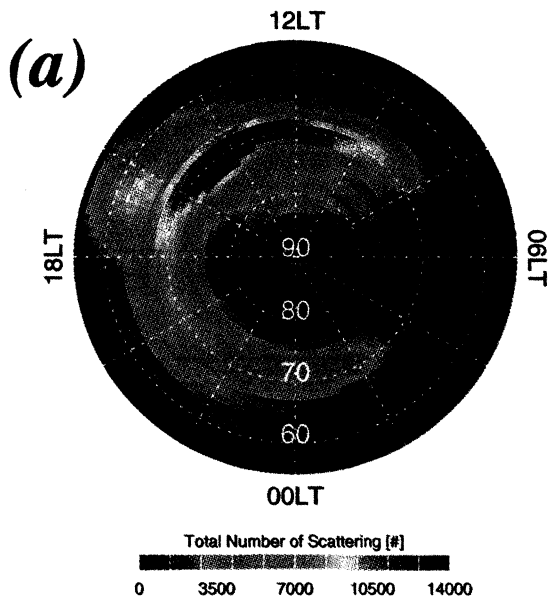 12LT
(a)
90
18LT
06LT
80
70
60
00LT
Total Number of Scattering [#]
0 3500 7000 10500 14000